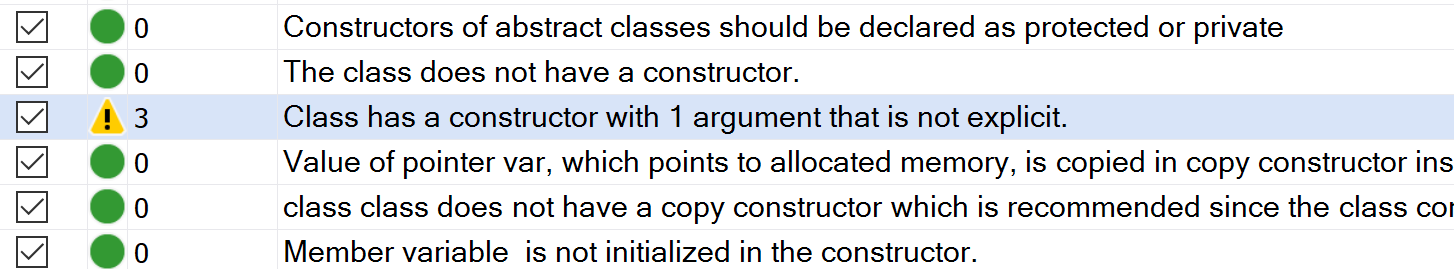 0 Constructors of abstract classes should be declared as protected or private
0 The class does not have a constructor.
3 Class has a constructor with 1 argument that is not explicit.
0 Value of pointer var, which points to allocated memory, is copied in copy constructor ins
0 class class does not have a copy constructor which is recommended since the class cor
0 Member variable  is not initialized in the constructor.